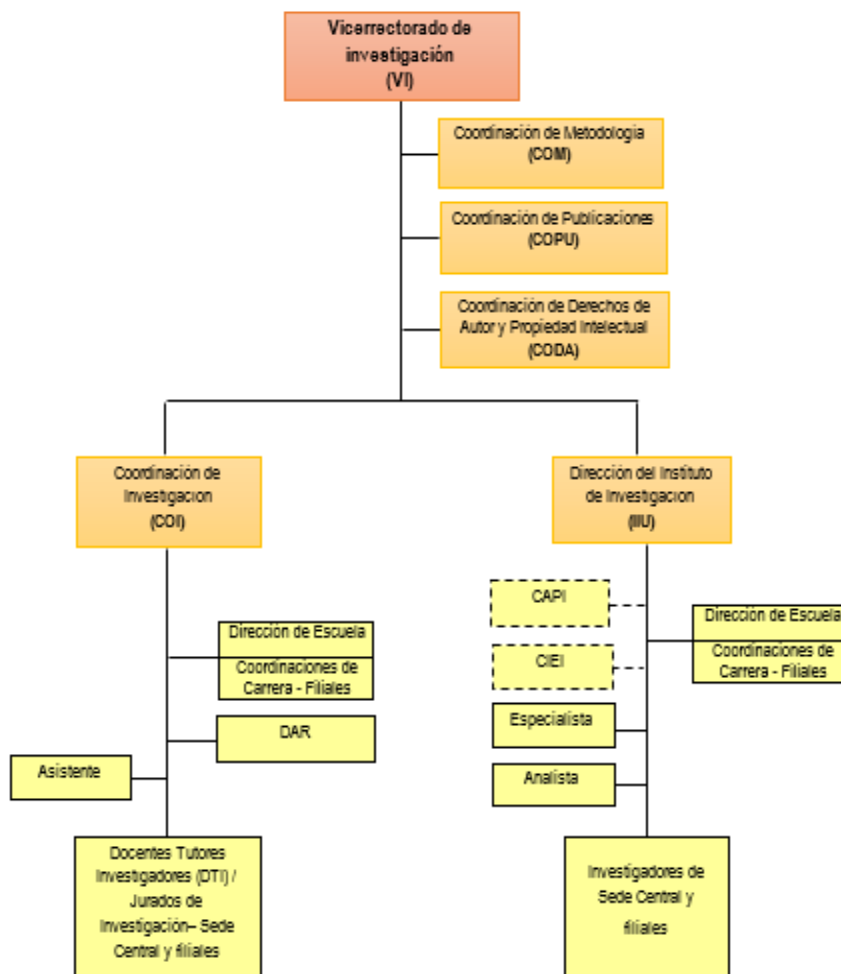 Vicerrectorado de
investigación
(VI)
Coordinación de Metodología
(COM)
Coordinación de Publicaciones
(COPU)
Coordinación de Derechos de
Autor y Propiedad Intelectual
(CODA)
Coordinación de
Investigacion
(COI)
Dirección del Instituto
de Investigacion
(IIU)
Dirección de Escuela
Coordinaciones de
Carrera - Filiales
DAR
Asistente
Docentes Tutores
Investigadores (DTI) /
Jurados de
Investigación– Sede
Central y filiales
CAPI
CIEI
Especialista
Analista
Dirección de Escuela
Coordinaciones de
Carrera - Filiales
Investigadores de
Sede Central y
filiales